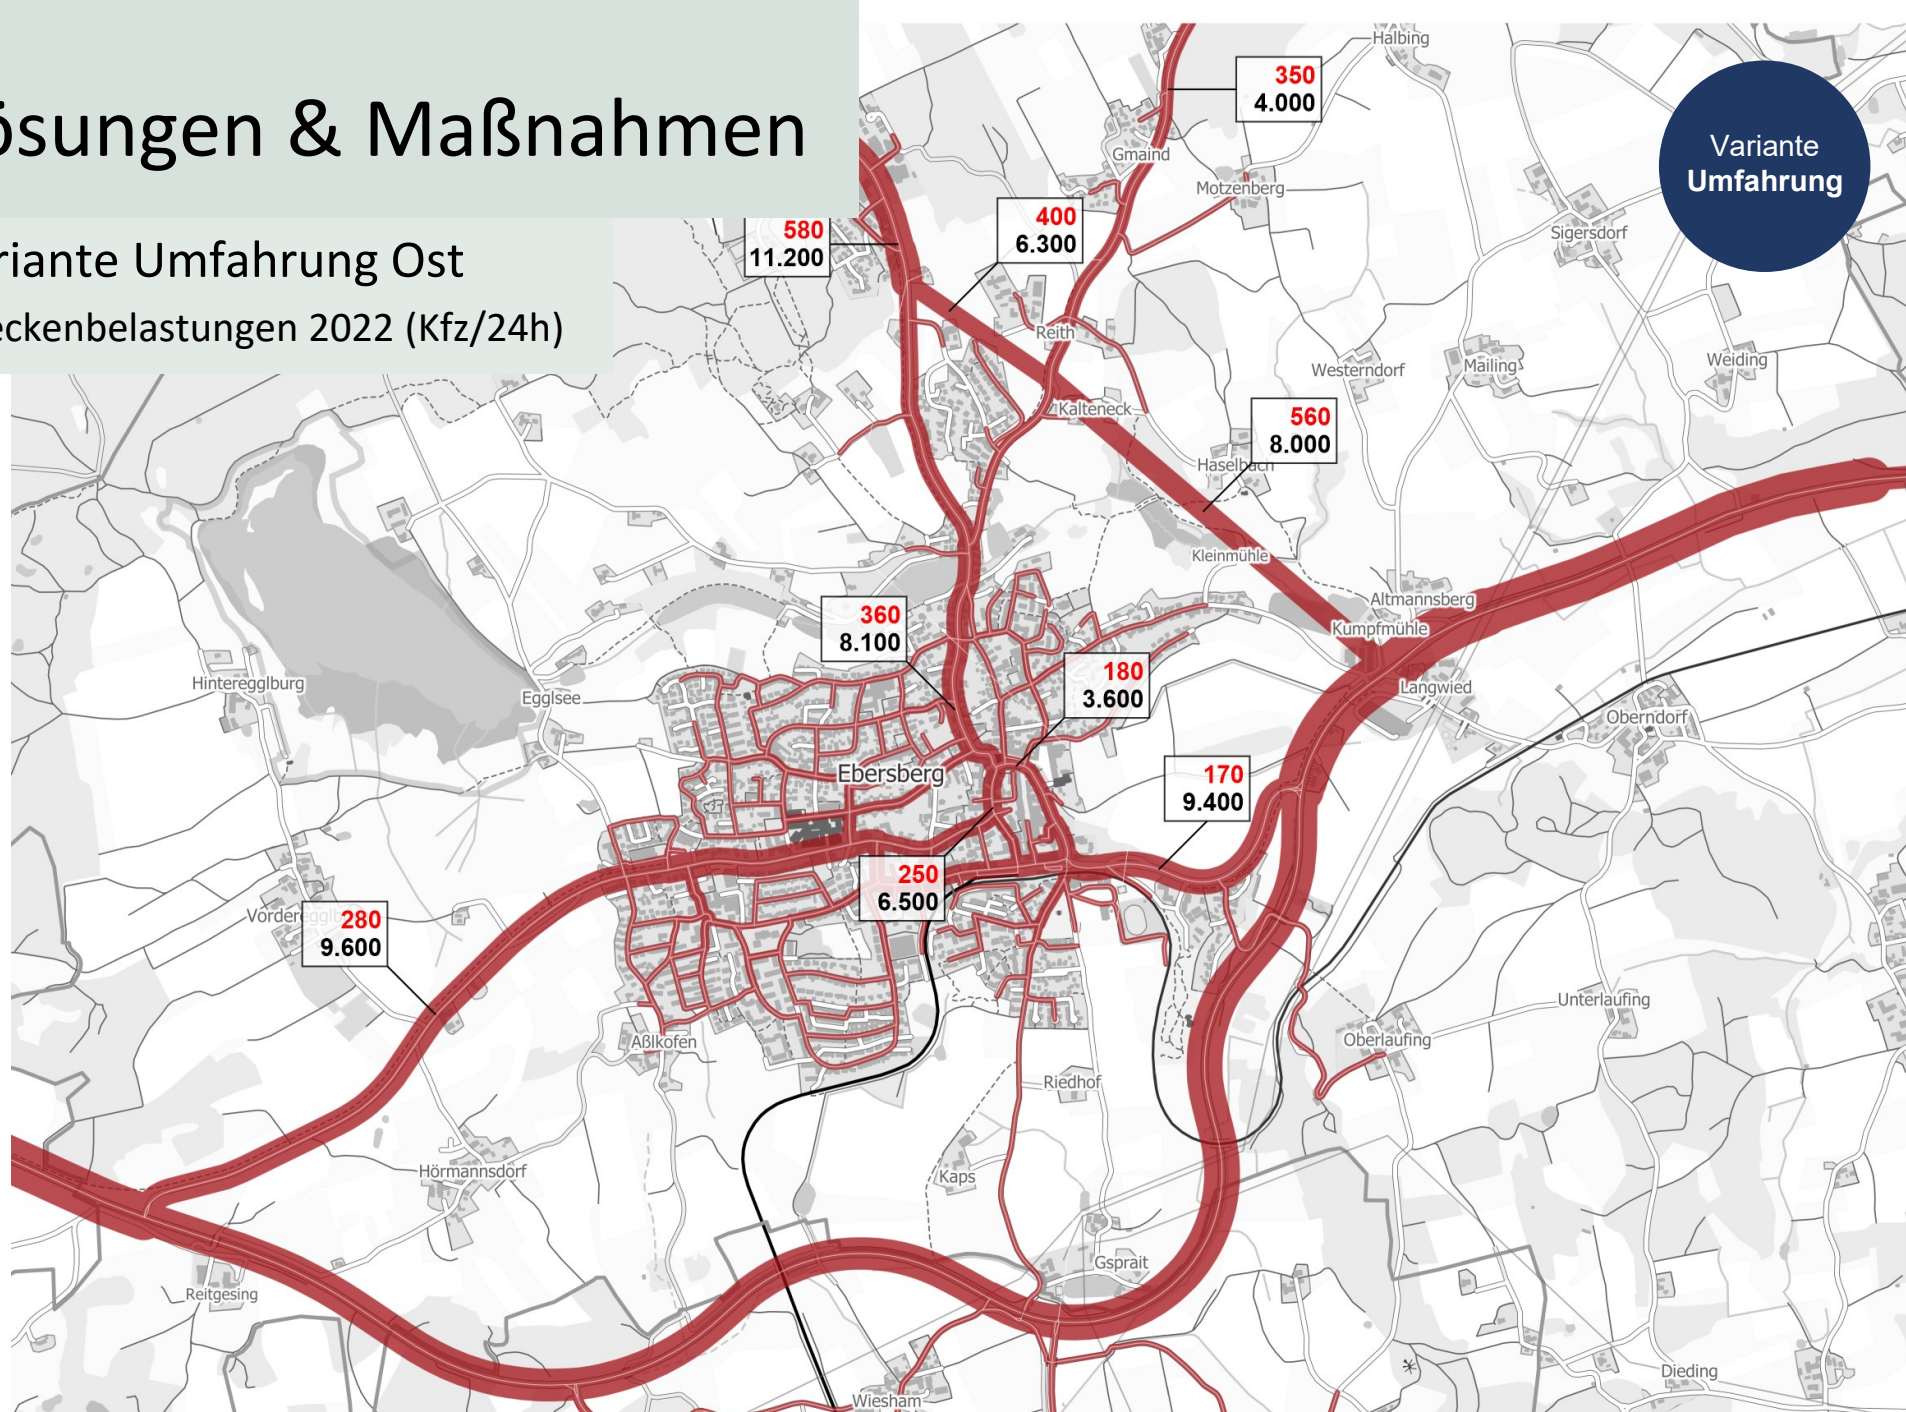 ösungen & Maßnahmen
riante Umfahrung Ost
eckenbelastungen 2022 (Kfz/24h)
Variante
Umfahrung
Halbing
350
4.000
Gmaind
Motzenberg
400
6.300
580
11.200
Sigersdorf
Reith
Westerndorf
Mailing
Weiding
Kalteneck
560
8.000
Haselbach
Kleinmühle
Altmannsberg
Kumpfmühle
360
8.100
180
3.600
Hintereggburg
Egglsee
Langwied
Oberndorf
Ebersberg
170
9.400
250
6.500
280
9.600
Unterlaufing
Aßlkofen
Oberlaufing
Riedhof
Hörmannsdorf
Kaps
Gsprait
Reitgesing
Dieding
Wiesham